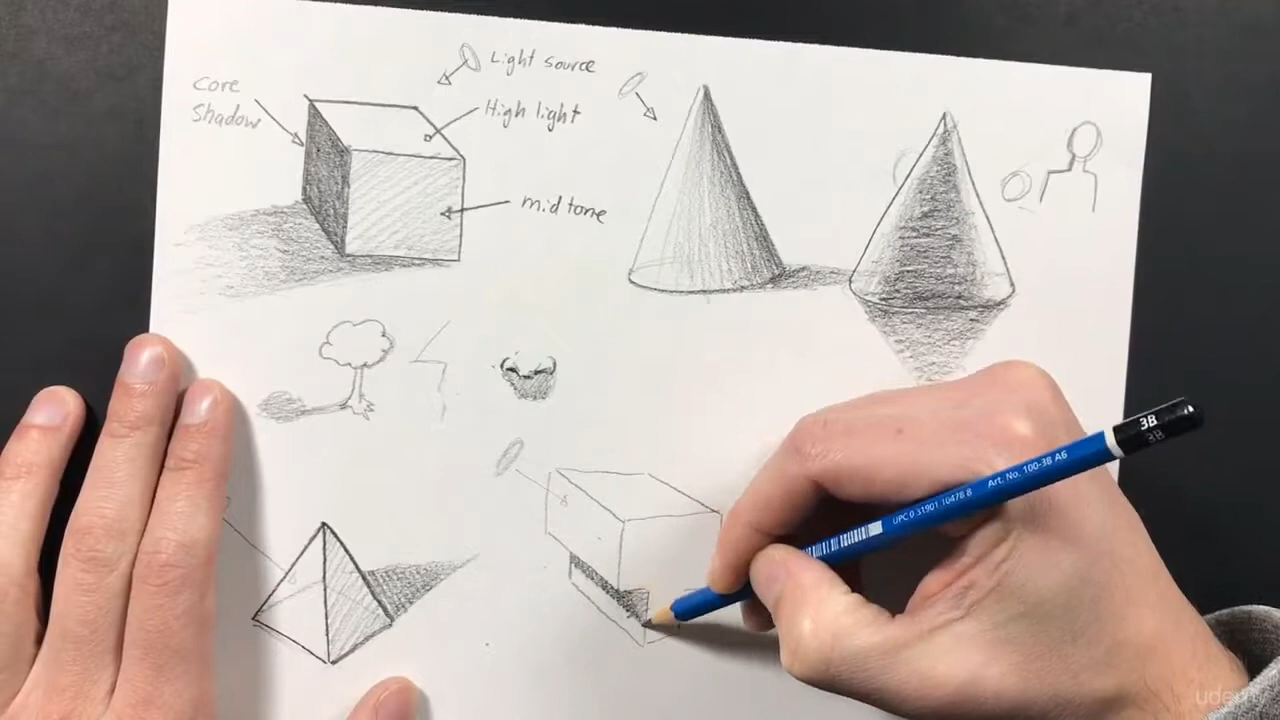 Light source
Core
Shadow
High light
mid tone
3B
3B
Art. No. 100-3B A6
UPC 0 31901 10478 8
udemy